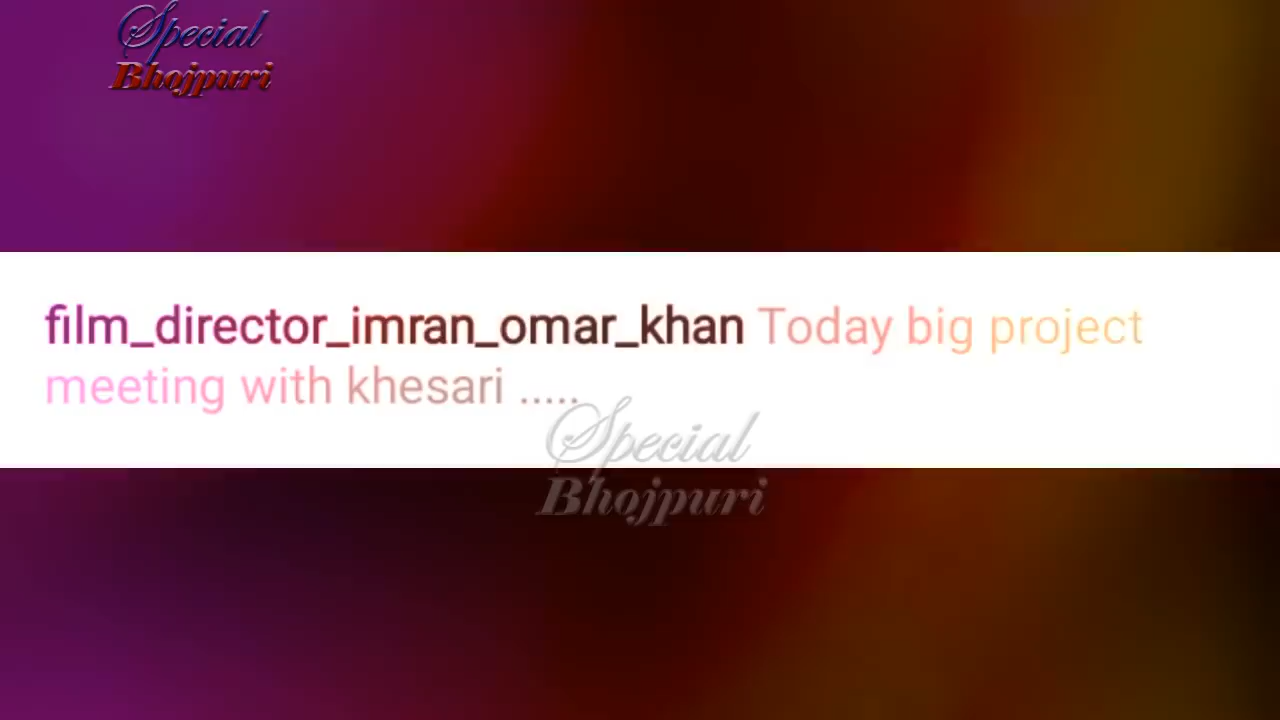 Special
Bhojpuri
film_director_imran_omar_khan Today big project
meeting with khesari .....
Special
Bhojpuri